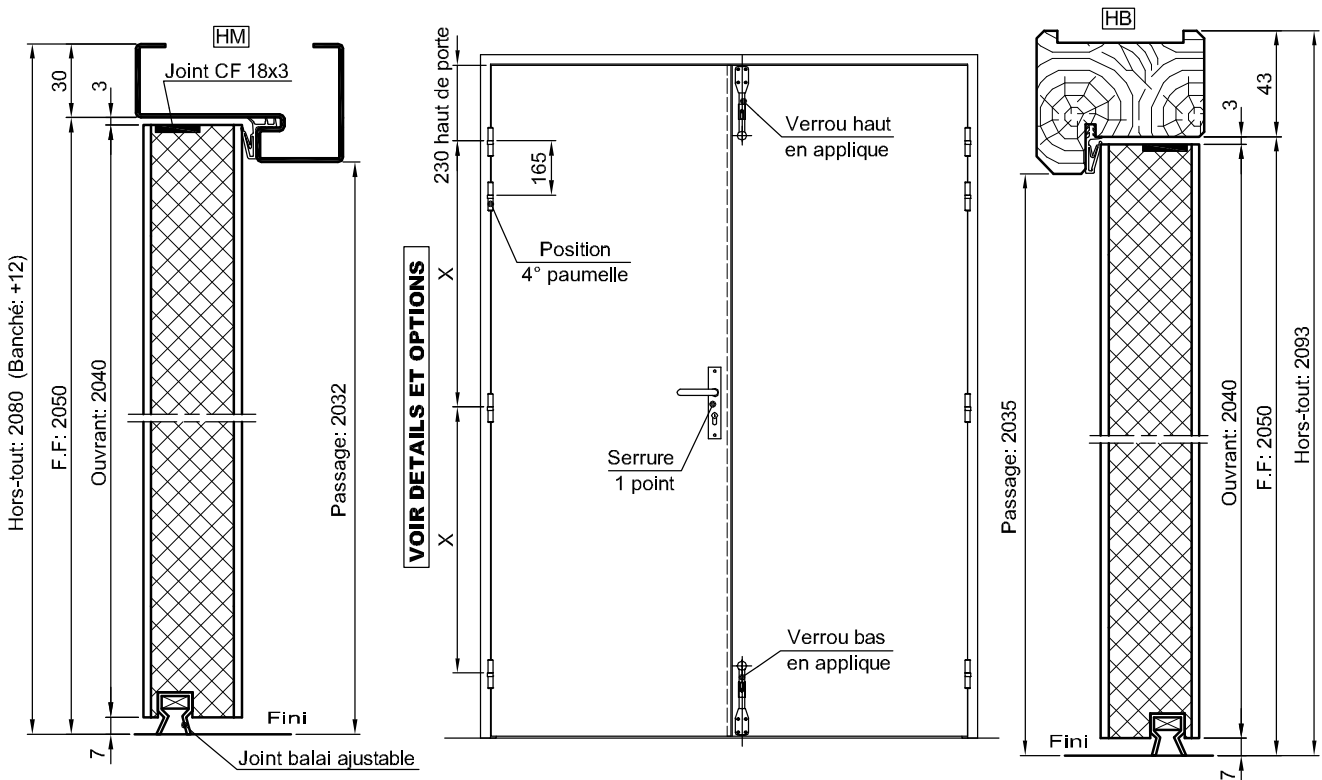 HM
Joint CF 18x3
30
3
Hors-tout: 2080 (Banché: +12)
F.F: 2050
Ouvrant: 2040
Passage: 2032
Fini
7
Joint balai ajustable
230 haut de porte
165
Verrou haut
en applique
Position
4° paumelle
X
VOIR DETAILS ET OPTIONS
X
Serrure
1 point
Verrou bas
en applique
HB
43
3
Passage: 2035
Ouvrant: 2040
F.F: 2050
Hors-tout: 2093
Fini
7